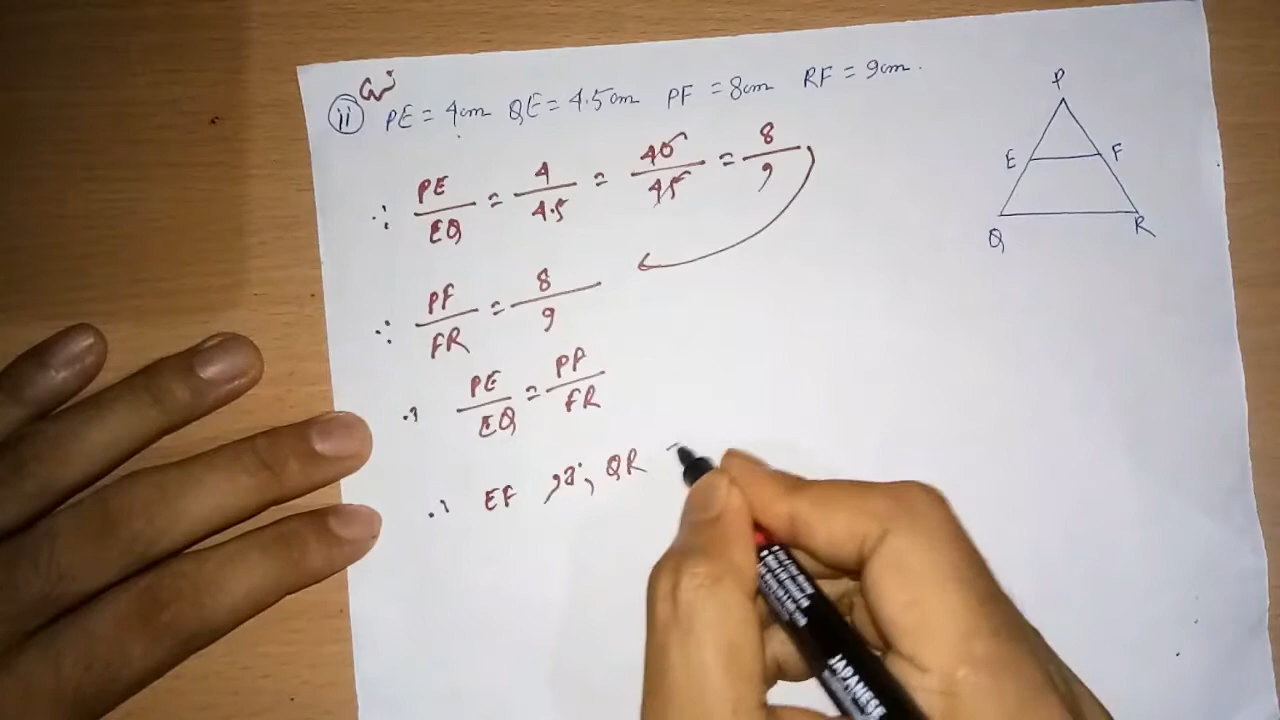 (ii) PE = 4cm QE = 4.5cm PF = 8cm RF = 9cm.
∵ PE/EQ = 4/4.5 = 40/45 = 8/9
∵ PF/FR = 8/9
∴ PE/EQ = PF/FR
∴ EF QR
P
E F
Q R
JAPANESE